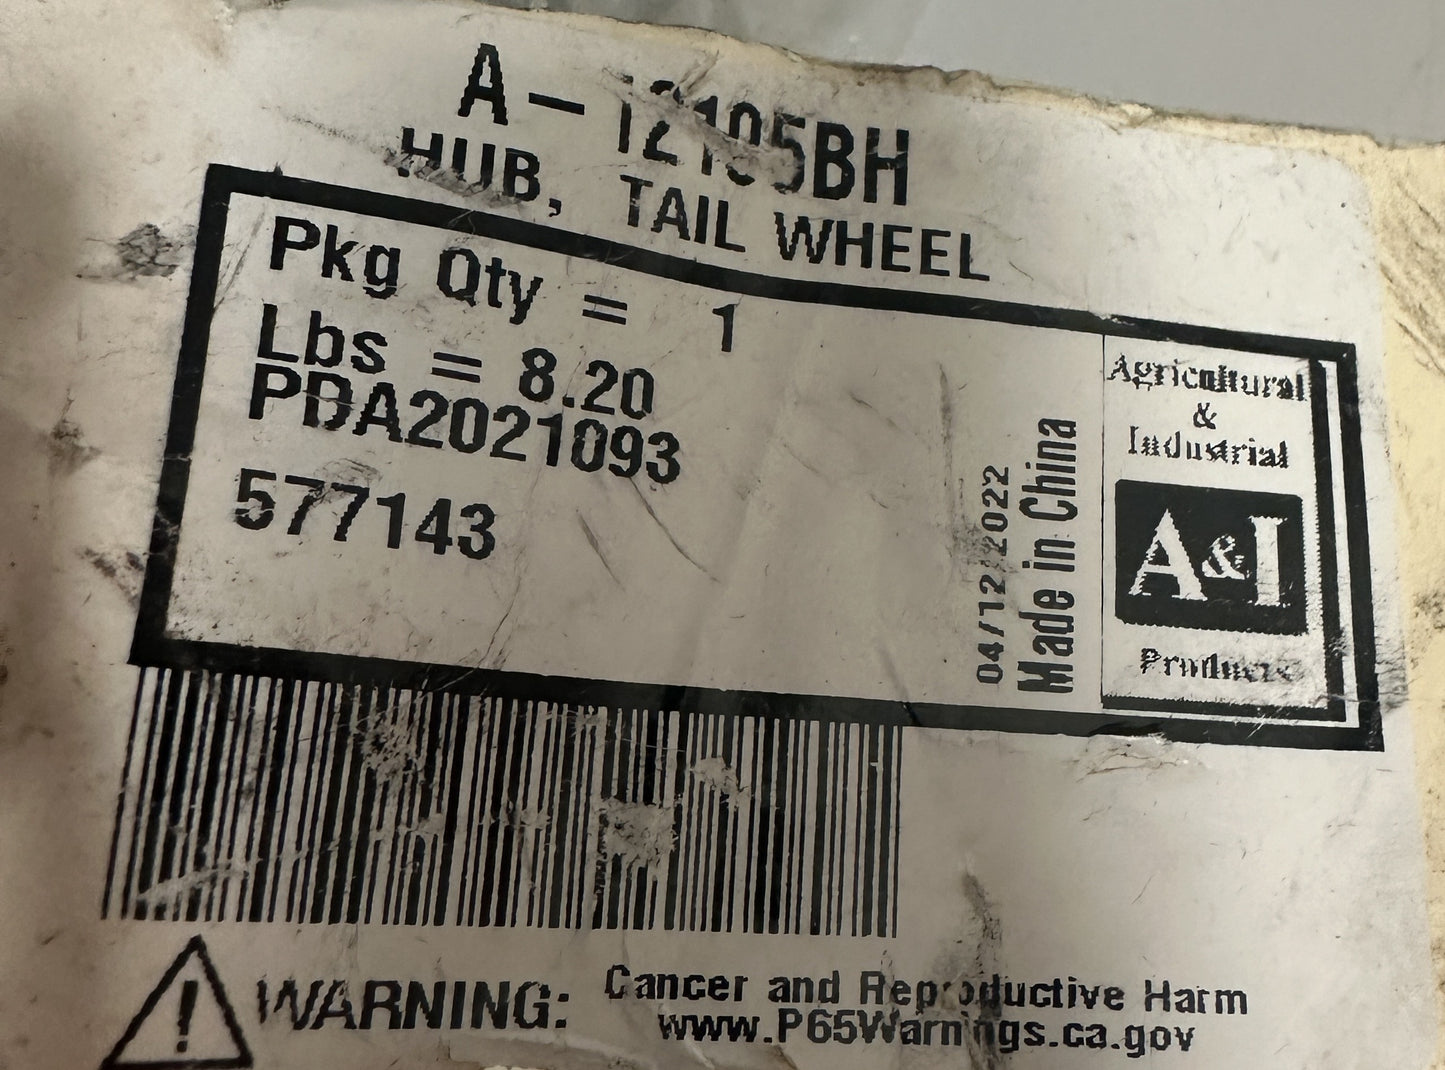 A-12105BH
HUB, TAIL WHEEL
Pkg Qty = 1
Lbs = 8.20
PDA2021093
577143
04/12/2022
Made in China
Agricultural
&
Industrial
A&I
Products
WARNING: Cancer and Reproductive Harm
www.P65Warnings.ca.gov